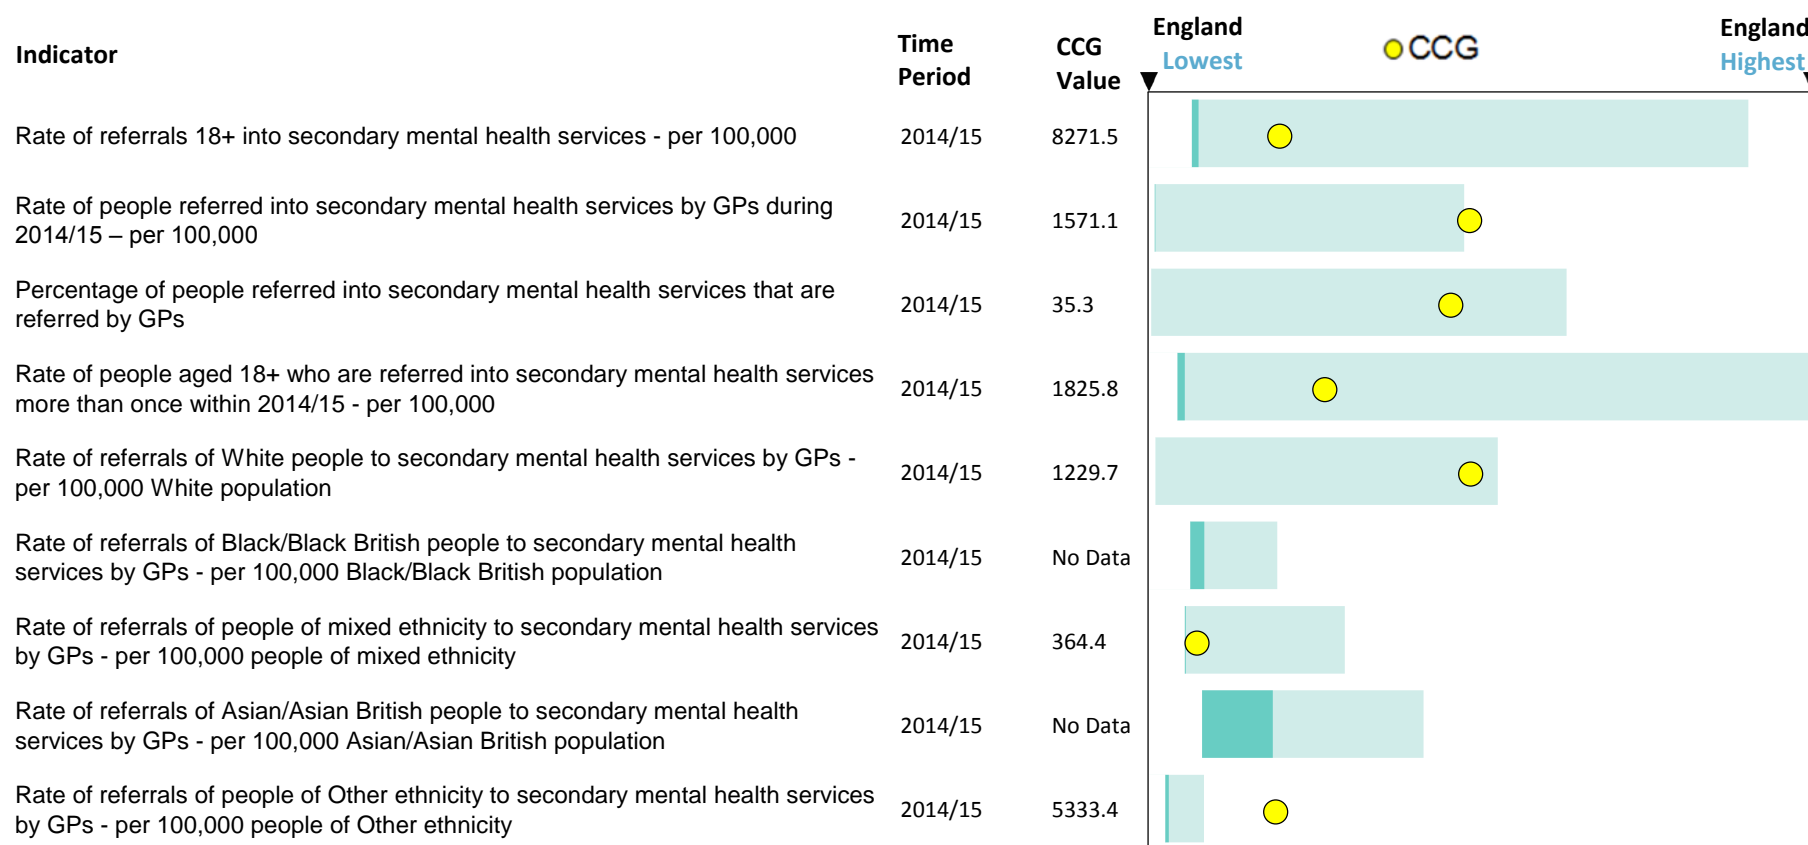 Indicator
Time
Period
CCG
Value
England
Lowest
CCG
England
Highest
Rate of referrals 18+ into secondary mental health services - per 100,000
2014/15
8271.5
Rate of people referred into secondary mental health services by GPs during
2014/15 – per 100,000
2014/15
1571.1
Percentage of people referred into secondary mental health services that are
referred by GPs
2014/15
35.3
Rate of people aged 18+ who are referred into secondary mental health services
more than once within 2014/15 - per 100,000
2014/15
1825.8
Rate of referrals of White people to secondary mental health services by GPs -
per 100,000 White population
2014/15
1229.7
Rate of referrals of Black/Black British people to secondary mental health
services by GPs - per 100,000 Black/Black British population
2014/15
No Data
Rate of referrals of people of mixed ethnicity to secondary mental health services
by GPs - per 100,000 people of mixed ethnicity
2014/15
364.4
Rate of referrals of Asian/Asian British people to secondary mental health
services by GPs - per 100,000 Asian/Asian British population
2014/15
No Data
Rate of referrals of people of Other ethnicity to secondary mental health services
by GPs - per 100,000 people of Other ethnicity
2014/15
5333.4